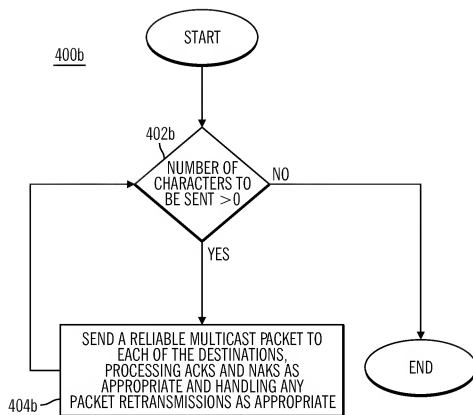 START
400b
402b
NUMBER OF
CHARACTERS TO
BE SENT >0
NO
YES
SEND A RELIABLE MULTICAST PACKET TO
EACH OF THE DESTINATIONS,
PROCESSING ACKS AND NAKS AS
APPROPRIATE AND HANDLING ANY
PACKET RETRANSMISSIONS AS APPROPRIATE
404b
END